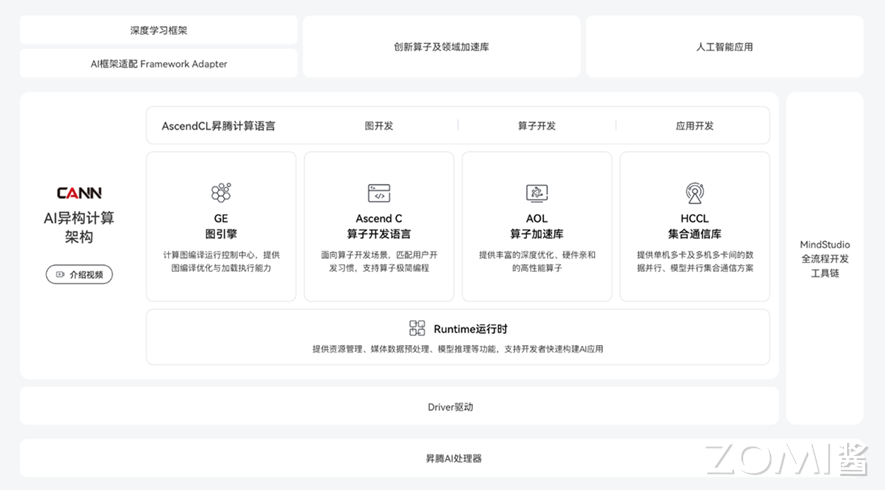 深度学习框架
AI框架适配 Framework Adapter
创新算子及领域加速库
人工智能应用
CANN
AI异构计算
架构
介绍视频
AscendCL昇腾计算语言
图开发
算子开发
应用开发
GE
图引擎
计算图编译运行控制中心，提供
图编译优化与加载执行能力
Ascend C
算子开发语言
面向算子开发场景，匹配用户开
发习惯，支持算子极简编程
AOL
算子加速库
提供丰富的深度优化、硬件亲和
的高性能算子
HCCL
集合通信库
提供单机多卡及多机多卡间的数
据并行、模型并行集合通信方案
Runtime运行时
提供资源管理、媒体数据预处理、模型推理等功能，支持开发者快速构建AI应用
MindStudio
全流程开发
工具链
Driver驱动
昇腾AI处理器
ZOMI酱